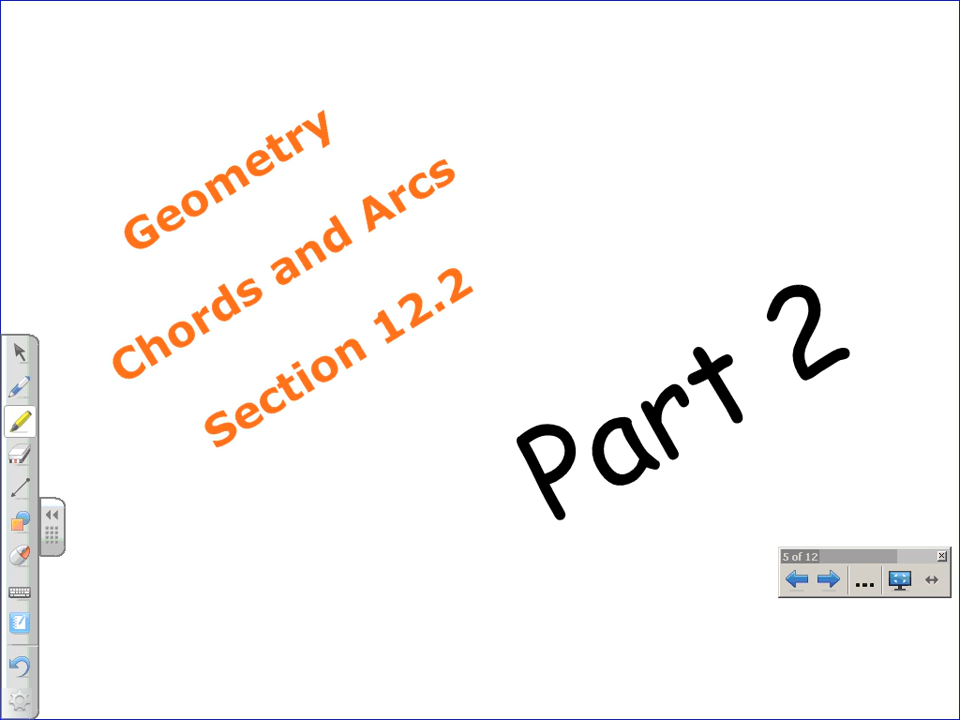 Geometry
Chords and Arcs
Section 12.2
Part 2
5 of 12
...